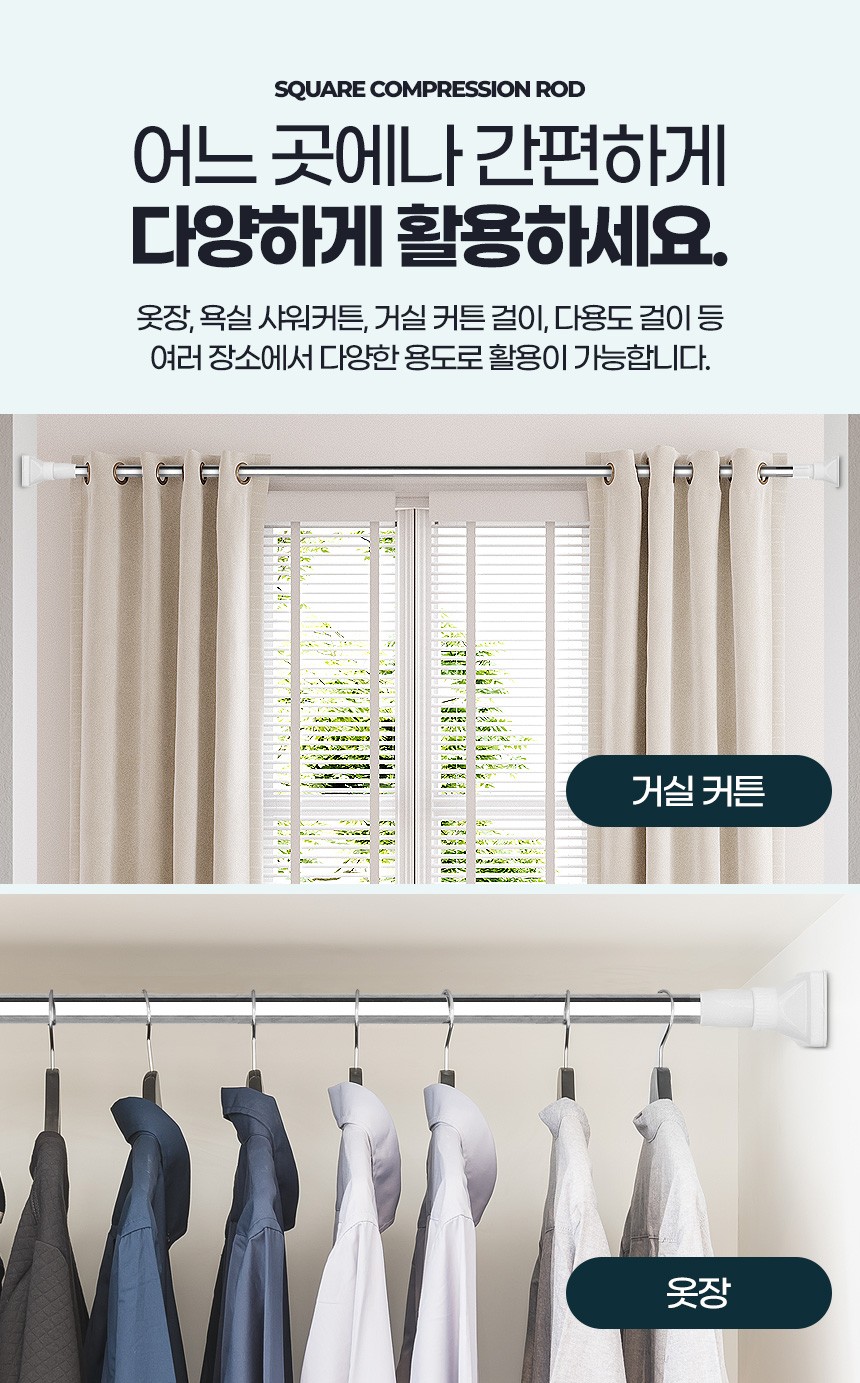 SQUARE COMPRESSION ROD
어느 곳에나 간편하게
다양하게 활용하세요.
옷장, 욕실 샤워커튼, 거실 커튼 걸이, 다용도 걸이 등
여러 장소에서 다양한 용도로 활용이 가능합니다.
거실 커튼
옷장